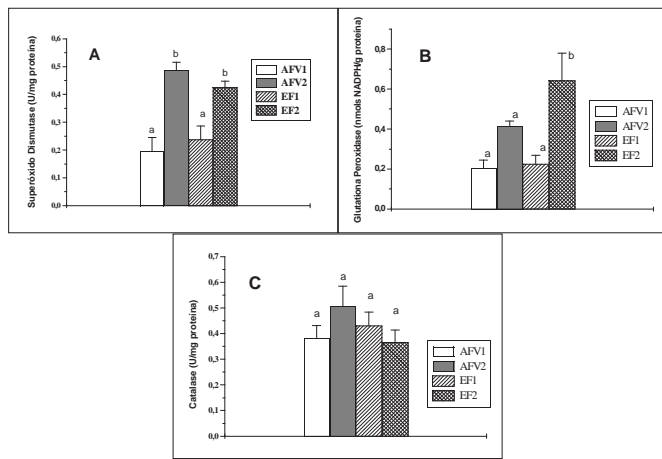 A
Superóxido Dismutase (U/mg proteína)
0,6
0,5
0,4
0,3
0,2
0,1
0,0
a
b
a
b
AFV1
AFV2
EF1
EF2
B
Glutationa Peroxidase (nmols NADPH/g proteína)
0,8
0,6
0,4
0,2
0,0
a
a
a
b
AFV1
AFV2
EF1
EF2
C
Catalase (U/mg proteína)
0,7
0,6
0,5
0,4
0,3
0,2
0,1
0,0
a
a
a
a
AFV1
AFV2
EF1
EF2